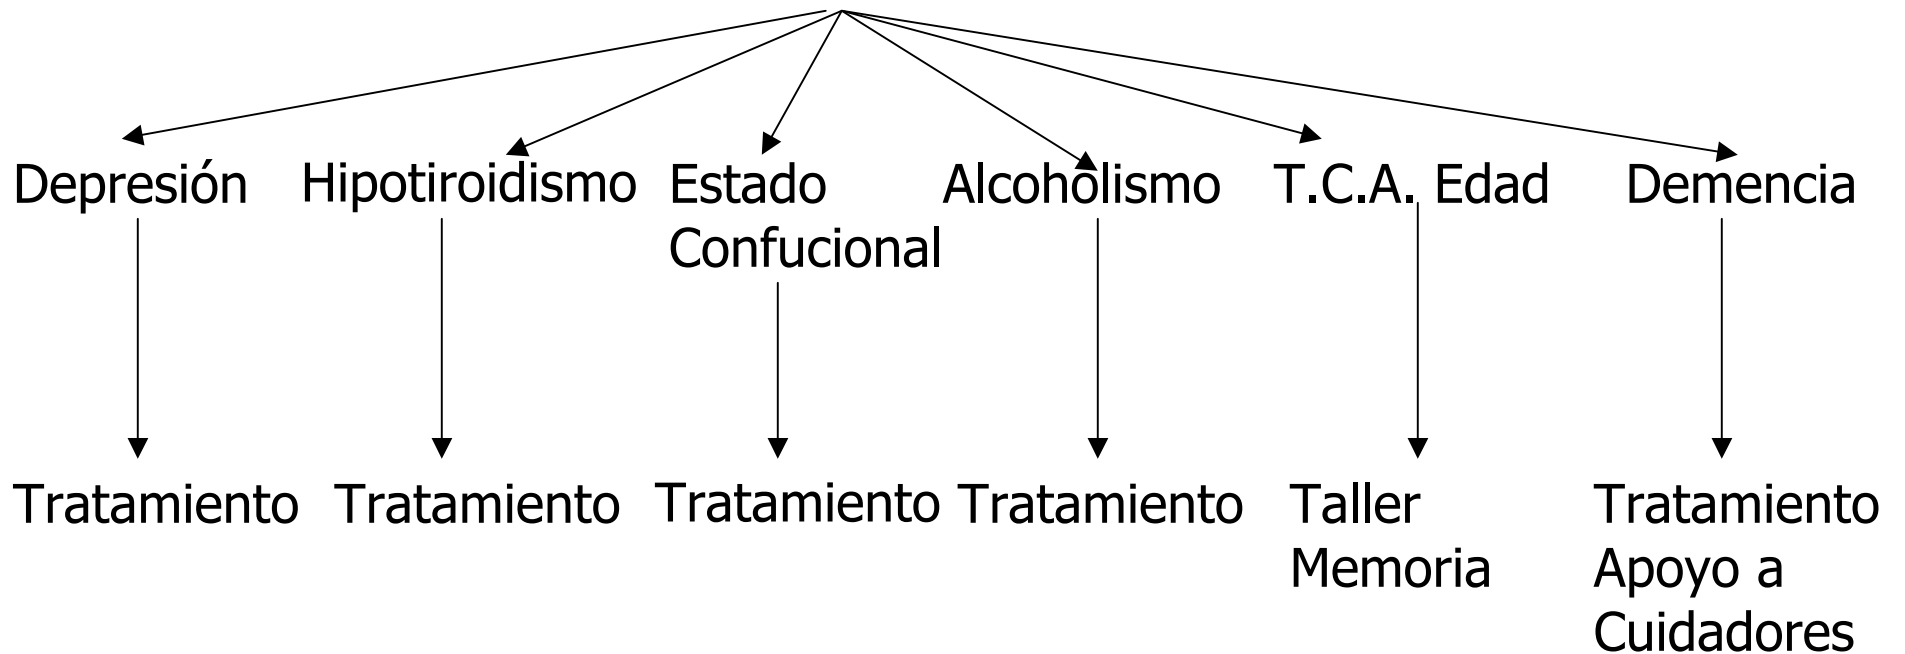 Depresión Hipotiroidismo Estado Confucional Alcoholismo T.C.A. Edad Demencia
Tratamiento Tratamiento Tratamiento Tratamiento Taller Memoria Tratamiento Apoyo a Cuidadores